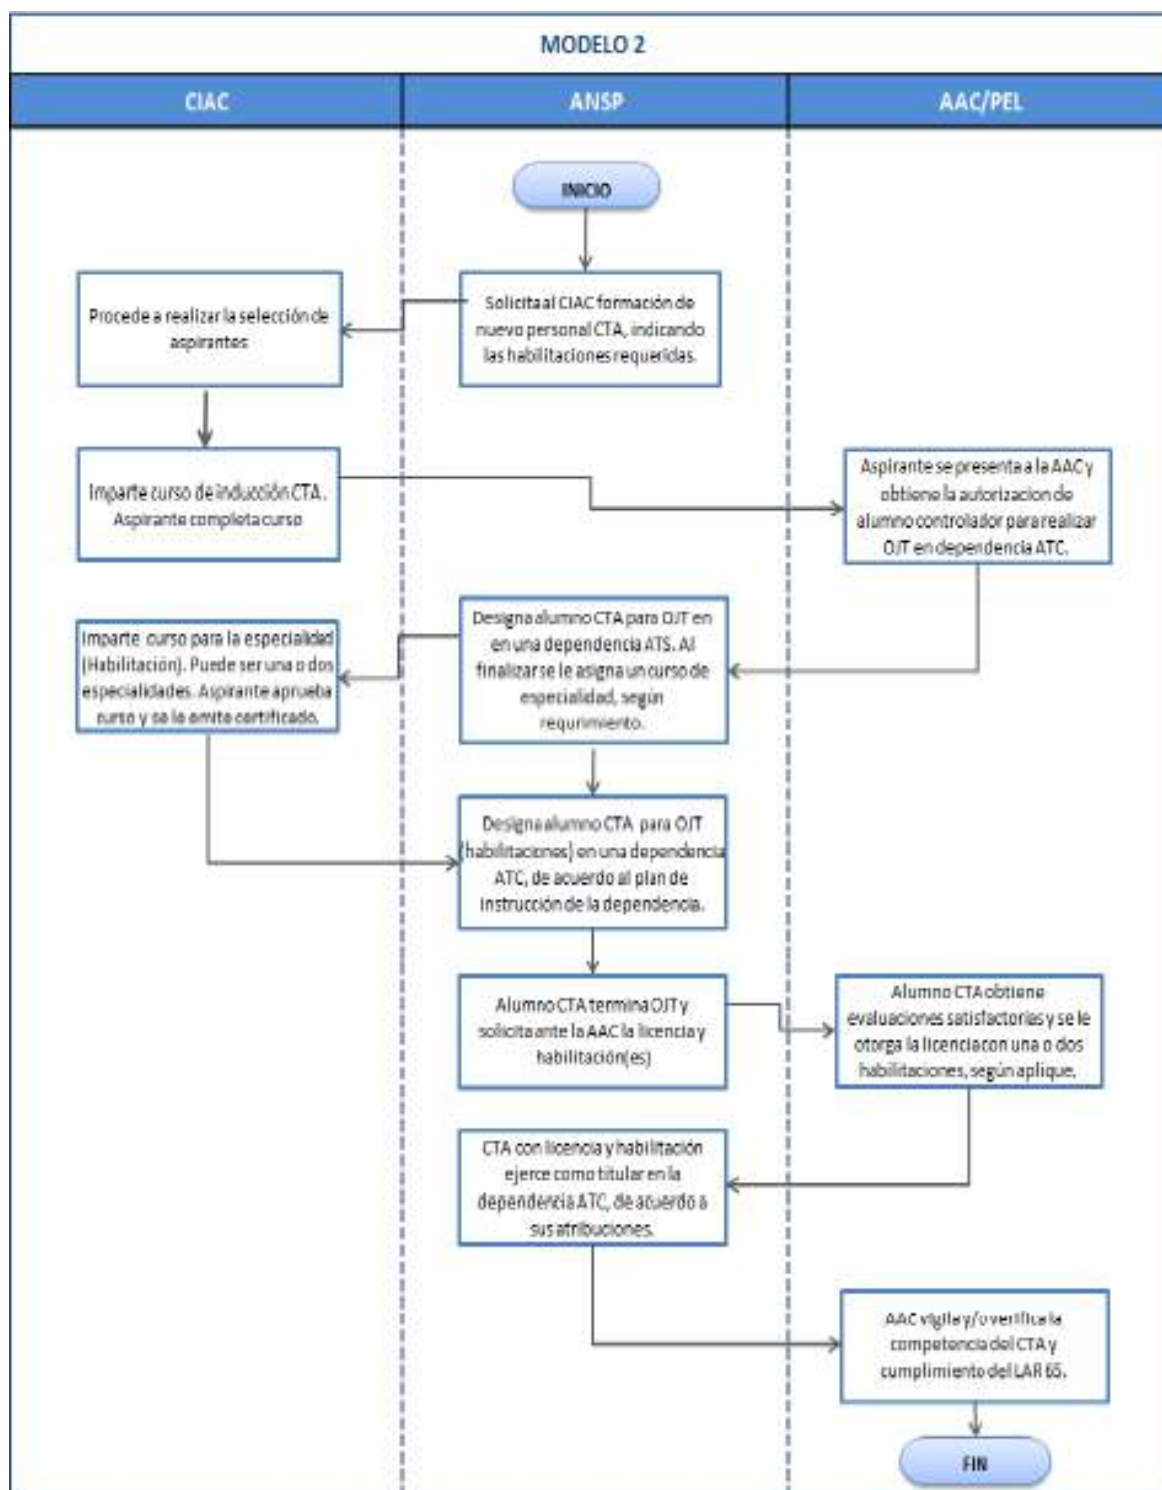 MODELO 2
CIAC
ANSP
AAC/PEL
INICIO
Solicita al CIAC formación de
nuevo personal CTA, indicando
las habilitaciones requeridas.
Procede a realizar la selección de
aspirantes
Imparte curso de inducción CTA.
Aspirante completa curso
Aspirante se presenta a la AAC y
obtiene la autorizacion de
alumno controlador para realizar
OJT en dependencia ATC.
Designa alumno CTA para OJT en
en una dependencia ATS. Al
finalizar se le asigna un curso de
especialidad, según
requrimiento.
Imparte curso para la especialidad
(Habilitación). Puede ser una o dos
especialidades. Aspirante aprueba
curso y se le emite certificado.
Designa alumno CTA para OJT
(habilitaciones) en una dependencia
ATC, de acuerdo al plan de
instrucción de la dependencia.
Alumno CTA termina OJT y
solicita ante la AAC la licencia y
habilitación(es)
Alumno CTA obtiene
evaluaciones satisfactorias y se le
otorga la licencia con una o dos
habilitaciones, según aplique.
CTA con licencia y habilitación
ejerce como titular en la
dependencia ATC, de acuerdo a
sus atribuciones.
AAC vigila y/o verifica la
competencia del CTA y
cumplimiento del LAR 65.
FIN